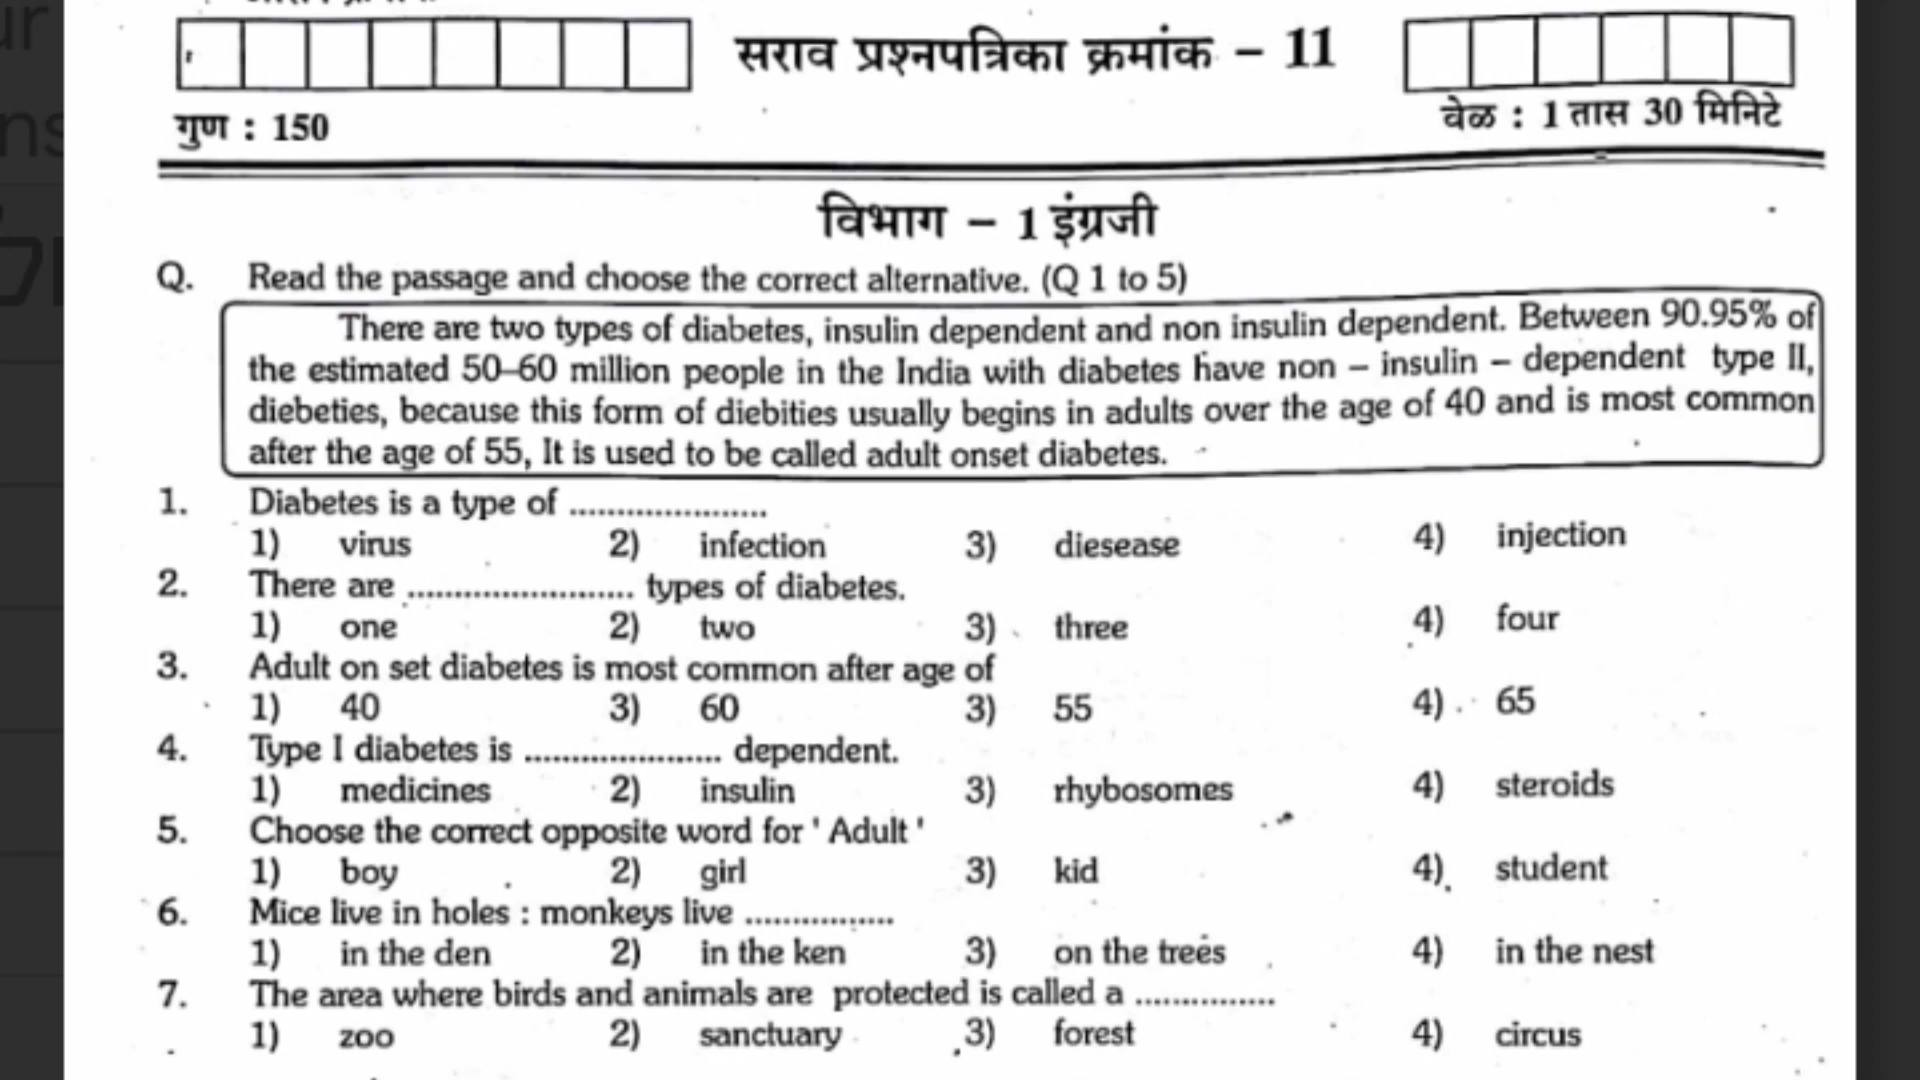 सराव प्रश्नपत्रिका क्रमांक – 11
गुण : 150
वेळ : 1 तास 30 मिनिटे
विभाग – 1 इंग्रजी
Q. Read the passage and choose the correct alternative. (Q 1 to 5)
There are two types of diabetes, insulin dependent and non insulin dependent. Between 90.95% of
the estimated 50–60 million people in the India with diabetes have non – insulin – dependent type II,
diebeties, because this form of diebities usually begins in adults over the age of 40 and is most common
after the age of 55, It is used to be called adult onset diabetes.
1. Diabetes is a type of .....................
1) virus 2) infection 3) diesease 4) injection
2. There are ........................ types of diabetes.
1) one 2) two 3) three 4) four
3. Adult on set diabetes is most common after age of
1) 40 3) 60 3) 55 4) 65
4. Type I diabetes is ..................... dependent.
1) medicines 2) insulin 3) rhybosomes 4) steroids
5. Choose the correct opposite word for ' Adult '
1) boy 2) girl 3) kid 4) student
6. Mice live in holes : monkeys live ................
1) in the den 2) in the ken 3) on the trees 4) in the nest
7. The area where birds and animals are protected is called a ...............
1) zoo 2) sanctuary 3) forest 4) circus